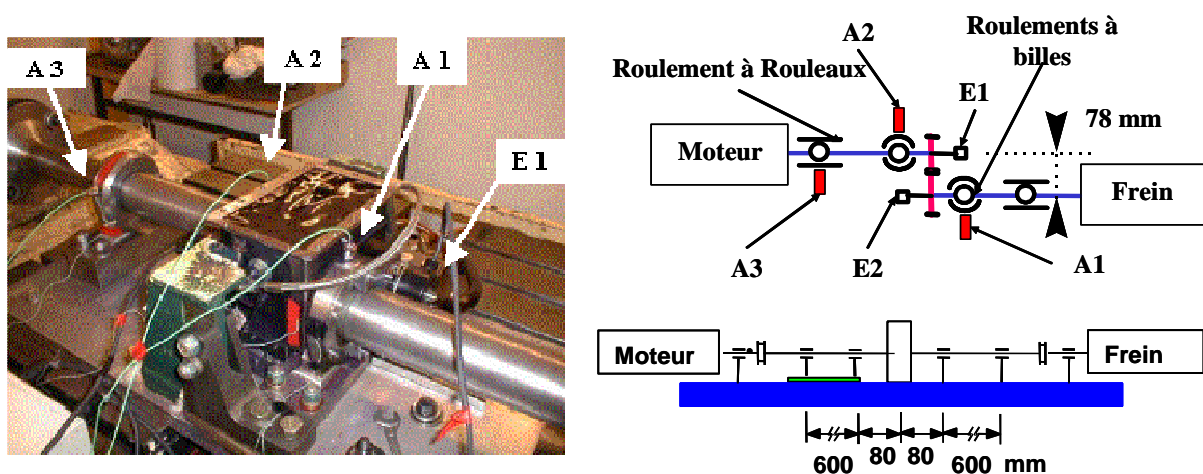 A 3
A 2
A 1
E 1
A2
Roulements à
billes
Roulement à Rouleaux
E1
78 mm
Moteur
Frein
A3
E2
A1
Moteur
Frein
600 80 80 600 mm